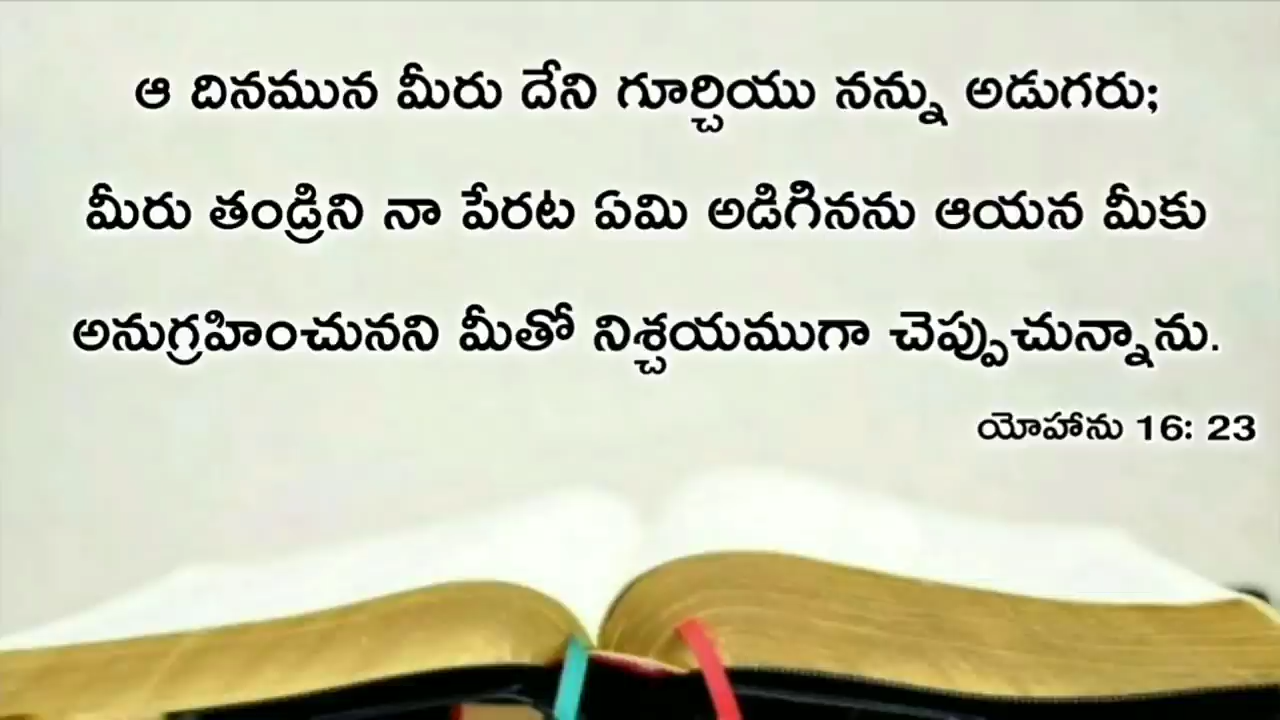 ఆ దినమున మీరు దేని గూర్చియు నన్ను అడుగరు;
మీరు తండ్రిని నా పేరట ఏమి అడిగినను ఆయన మీకు
అనుగ్రహించునని మీతో నిశ్చయముగా చెప్పుచున్నాను.
యోహాను 16: 23